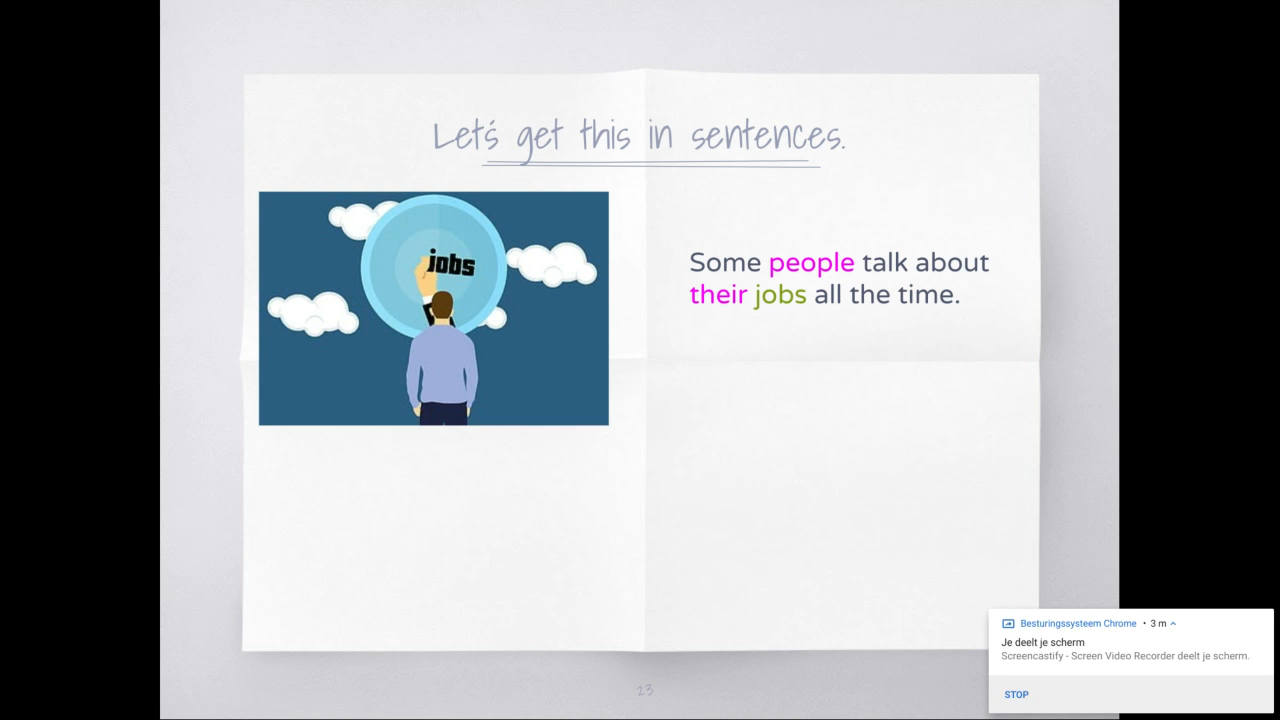 Let's get this in sentences.
jobs
Some people talk about
their jobs all the time.
23
Besturingssysteem Chrome • 3 m
Je deelt je scherm
Screencastify - Screen Video Recorder deelt je scherm.
STOP